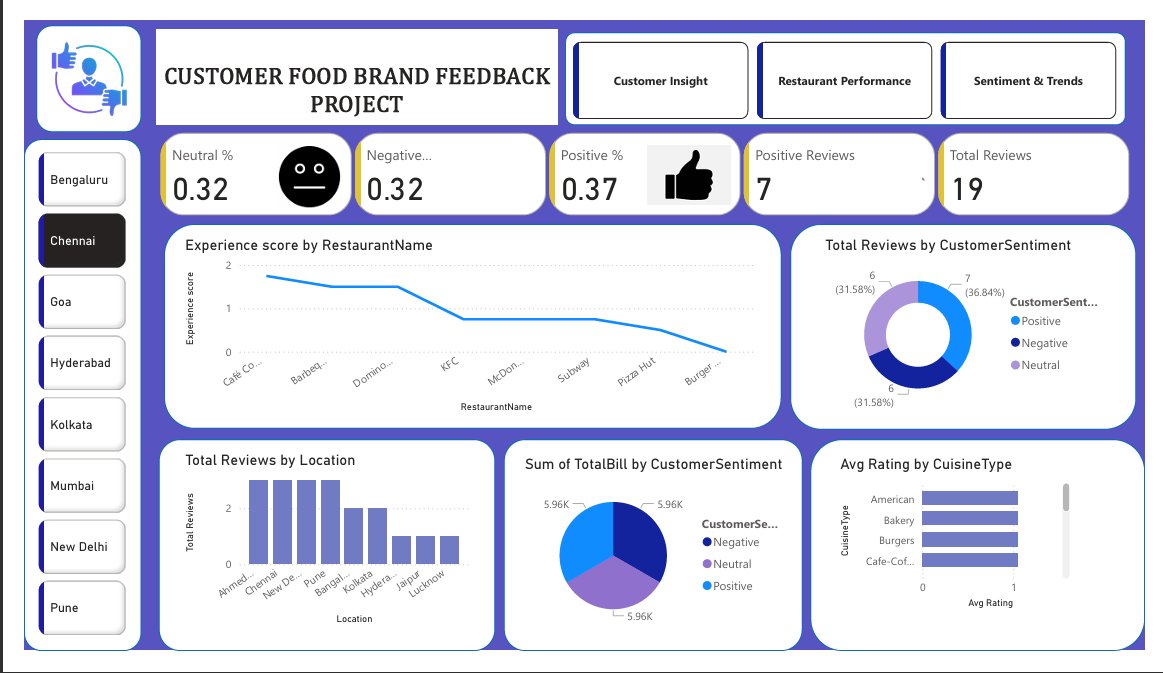 CUSTOMER FOOD BRAND FEEDBACK
PROJECT
Customer Insight
Restaurant Performance
Sentiment & Trends
Bengaluru
Chennai
Goa
Hyderabad
Kolkata
Mumbai
New Delhi
Pune
Neutral %
0.32
Negative...
0.32
Positive %
0.37
Positive Reviews
7
Total Reviews
19
Experience score by RestaurantName
Experience score
2
1
0
Café Co...
Barbeq...
Domino...
KFC
McDon...
Subway
Pizza Hut
Burger ...
RestaurantName
Total Reviews by CustomerSentiment
6
(31.58%)
7
(36.84%)
6
(31.58%)
CustomerSent...
Positive
Negative
Neutral
Total Reviews by Location
Total Reviews
2
0
Ahmed...
Chennai
New De...
Pune
Bangal...
Kolkata
Hydera...
Jaipur
Lucknow
Location
Sum of TotalBill by CustomerSentiment
5.96K
5.96K
5.96K
CustomerSe...
Negative
Neutral
Positive
Avg Rating by CuisineType
CuisineType
American
Bakery
Burgers
Cafe-Cof...
0
1
Avg Rating